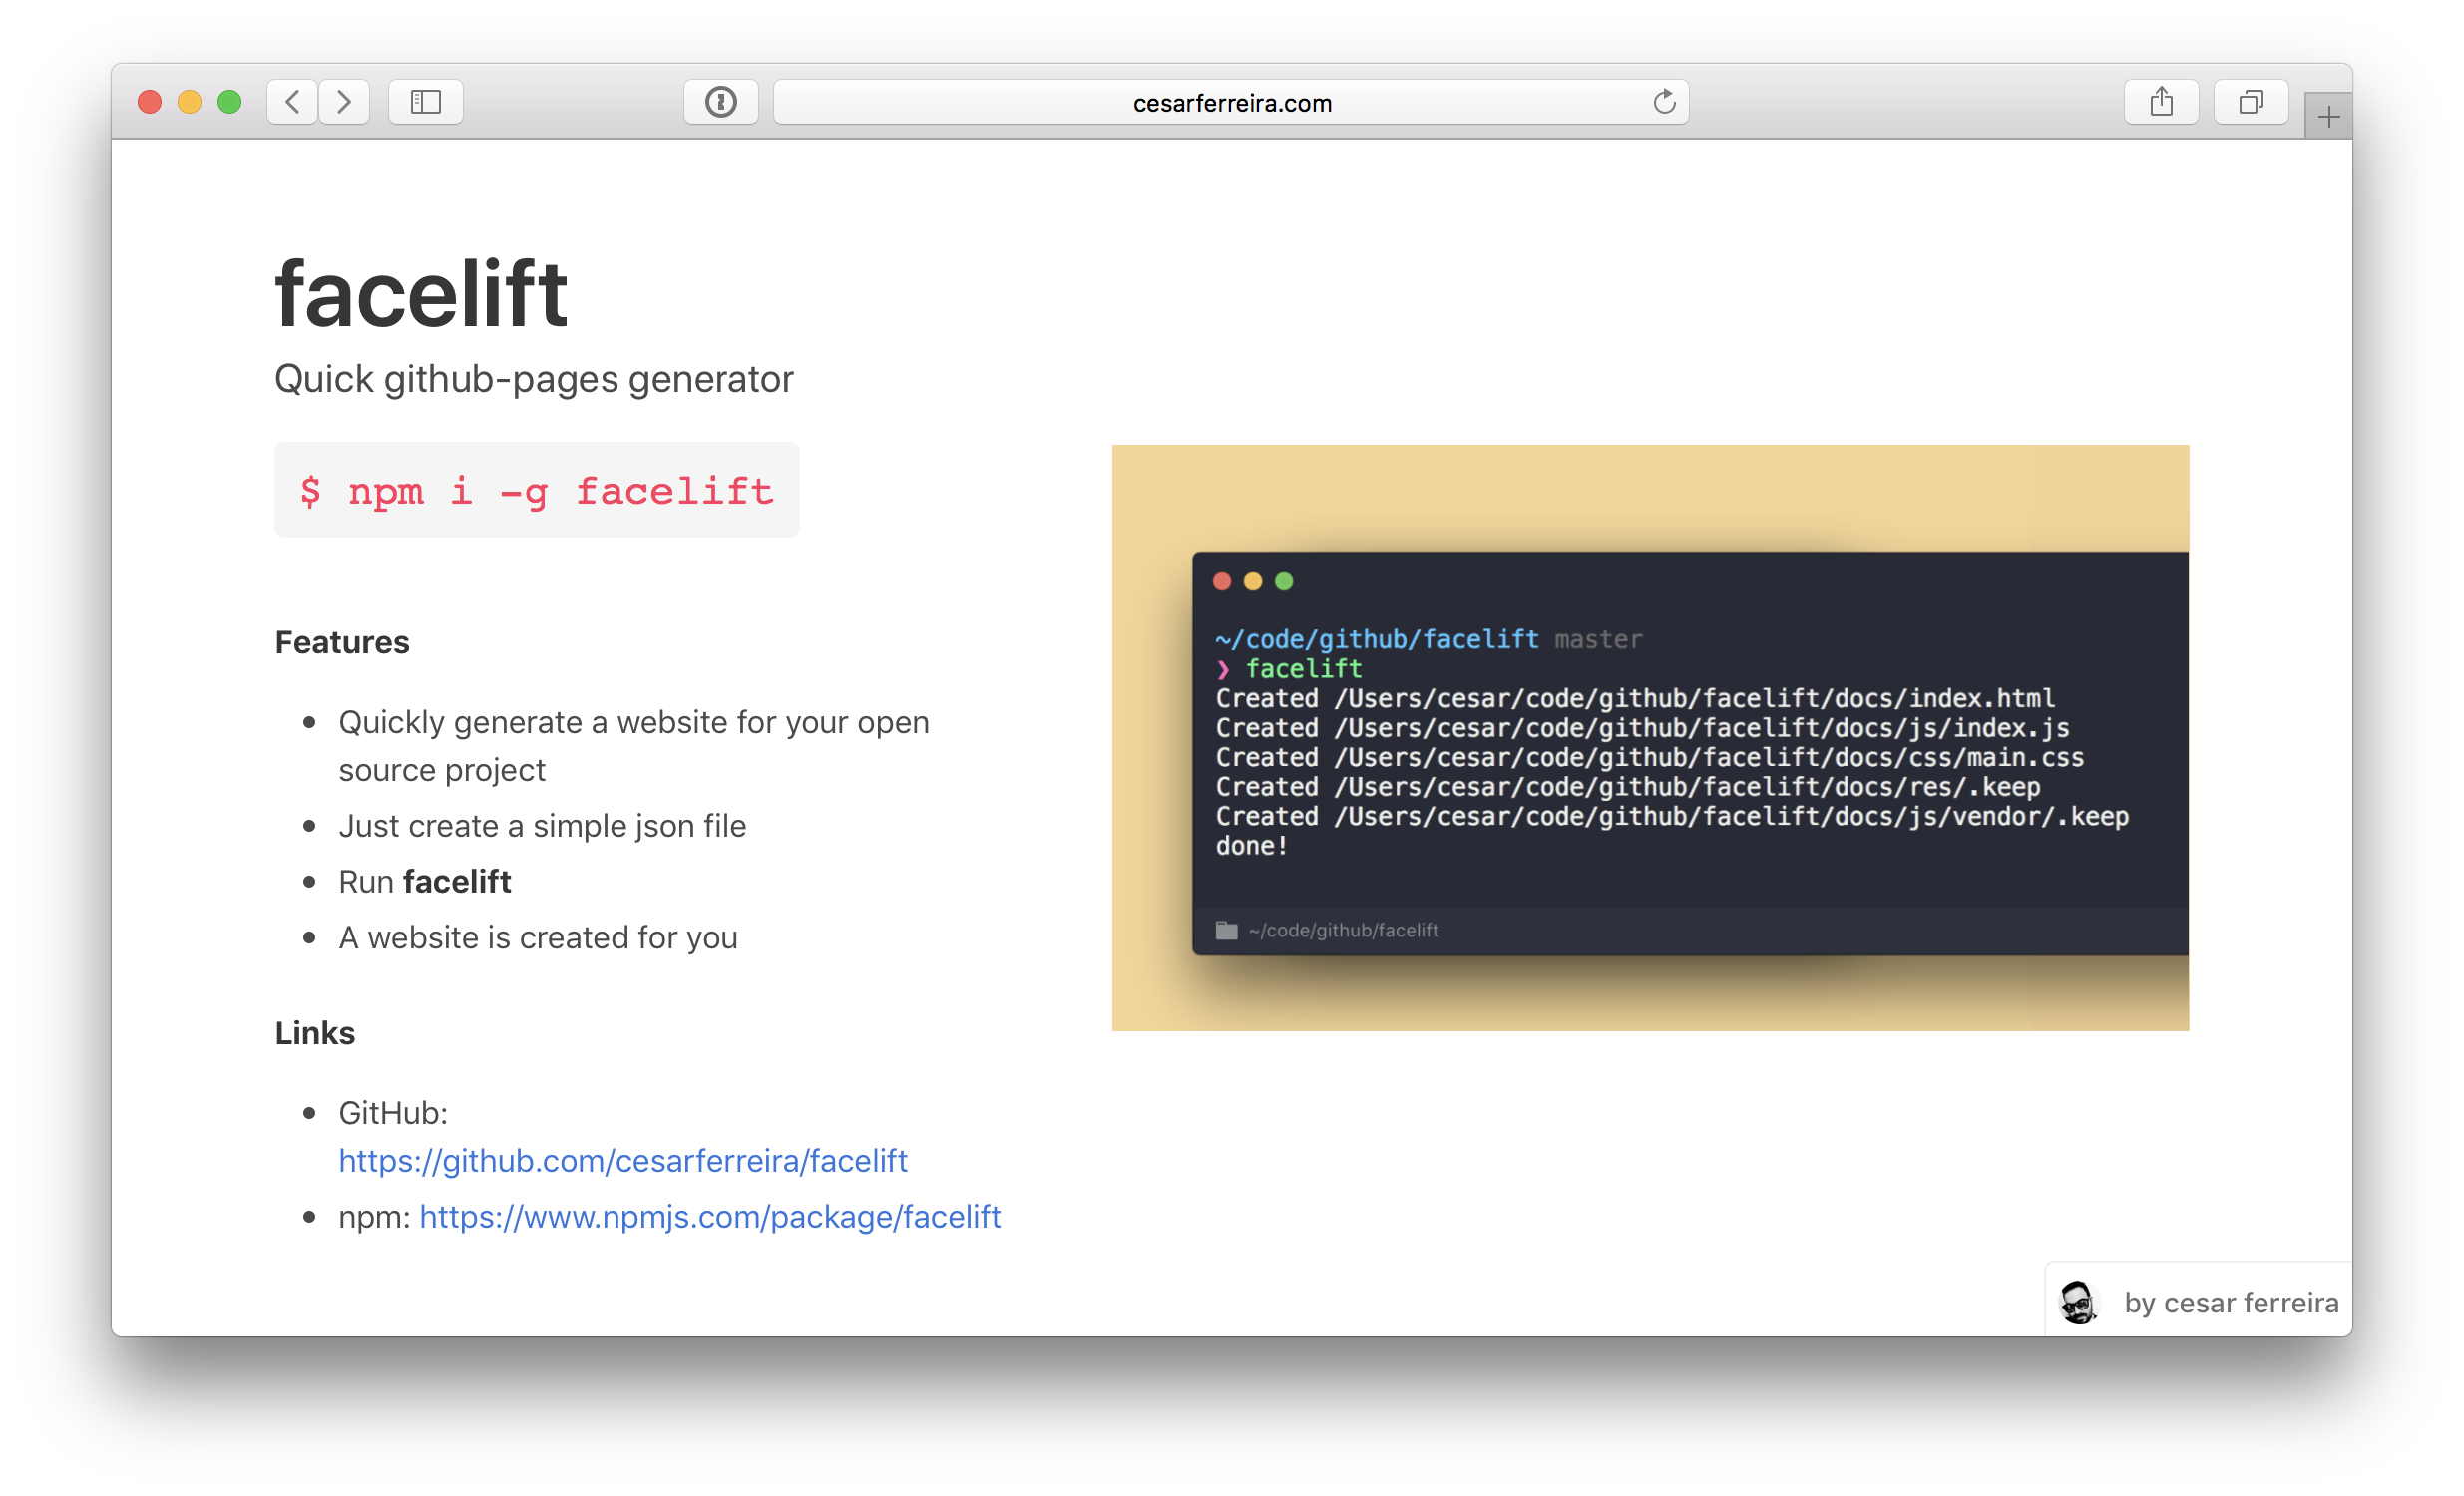 cesarferreira.com
facelift
Quick github-pages generator
$ npm i -g facelift
Features
Quickly generate a website for your open
source project
Just create a simple json file
Run facelift
A website is created for you
Links
GitHub:
https://github.com/cesarferreira/facelift
npm: https://www.npmjs.com/package/facelift
~/code/github/facelift master
❯ facelift
Created /Users/cesar/code/github/facelift/docs/index.html
Created /Users/cesar/code/github/facelift/docs/js/index.js
Created /Users/cesar/code/github/facelift/docs/css/main.css
Created /Users/cesar/code/github/facelift/docs/res/.keep
Created /Users/cesar/code/github/facelift/docs/js/vendor/.keep
done!
~/code/github/facelift
by cesar ferreira